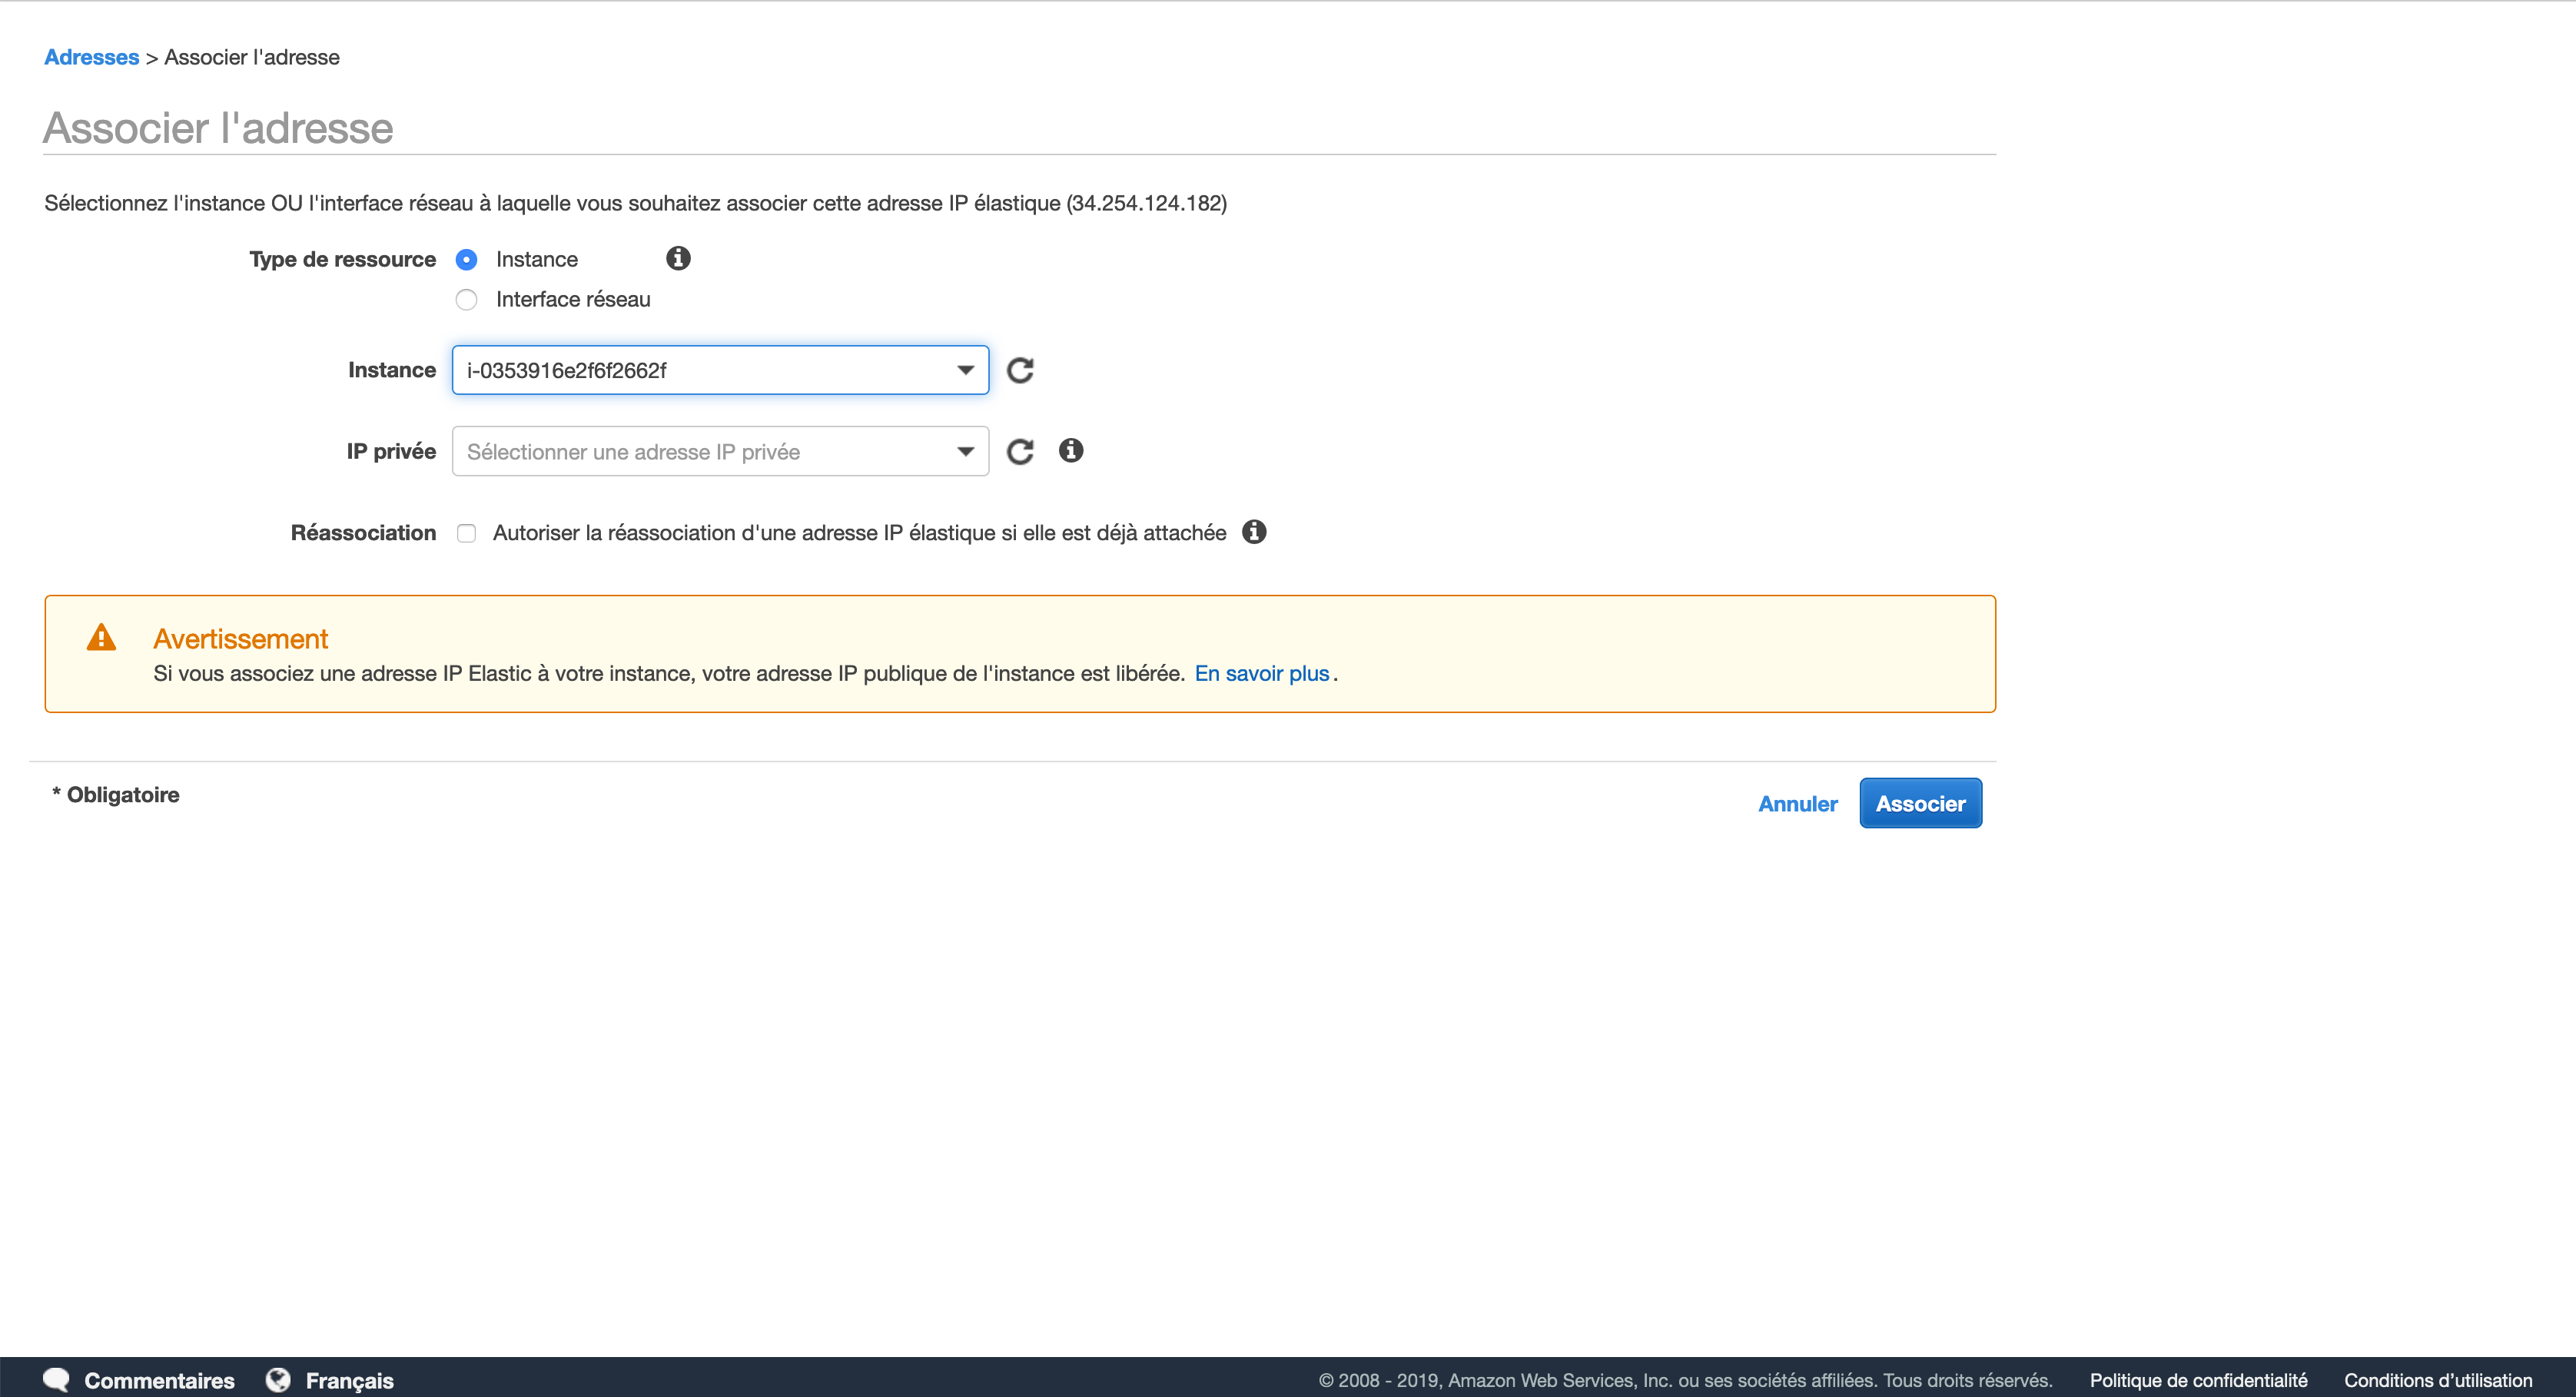 Adresses > Associer l'adresse
Associer l'adresse
Sélectionnez l'instance OU l'interface réseau à laquelle vous souhaitez associer cette adresse IP élastique (34.254.124.182)
Type de ressource Instance
Interface réseau
Instance i-0353916e2f6f2662f
IP privée Sélectionner une adresse IP privée
Réassociation Autoriser la réassociation d'une adresse IP élastique si elle est déjà attachée
Avertissement
Si vous associez une adresse IP Elastic à votre instance, votre adresse IP publique de l'instance est libérée. En savoir plus.
* Obligatoire Annuler Associer
Commentaires Français © 2008 - 2019, Amazon Web Services, Inc. ou ses sociétés affiliées. Tous droits réservés. Politique de confidentialité Conditions d’utilisation